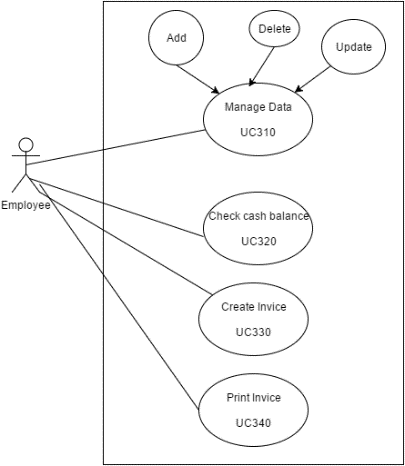 Add
Delete
Update
Manage Data
UC310
Employee
Check cash balance
UC320
Create Invice
UC330
Print Invice
UC340